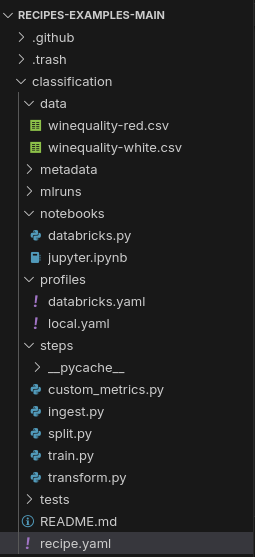 RECIPES-EXAMPLES-MAIN
.github
.trash
classification
data
winequality-red.csv
winequality-white.csv
metadata
mlruns
notebooks
databricks.py
jupyter.ipynb
profiles
databricks.yaml
local.yaml
steps
__pycache__
custom_metrics.py
ingest.py
split.py
train.py
transform.py
tests
README.md
recipe.yaml